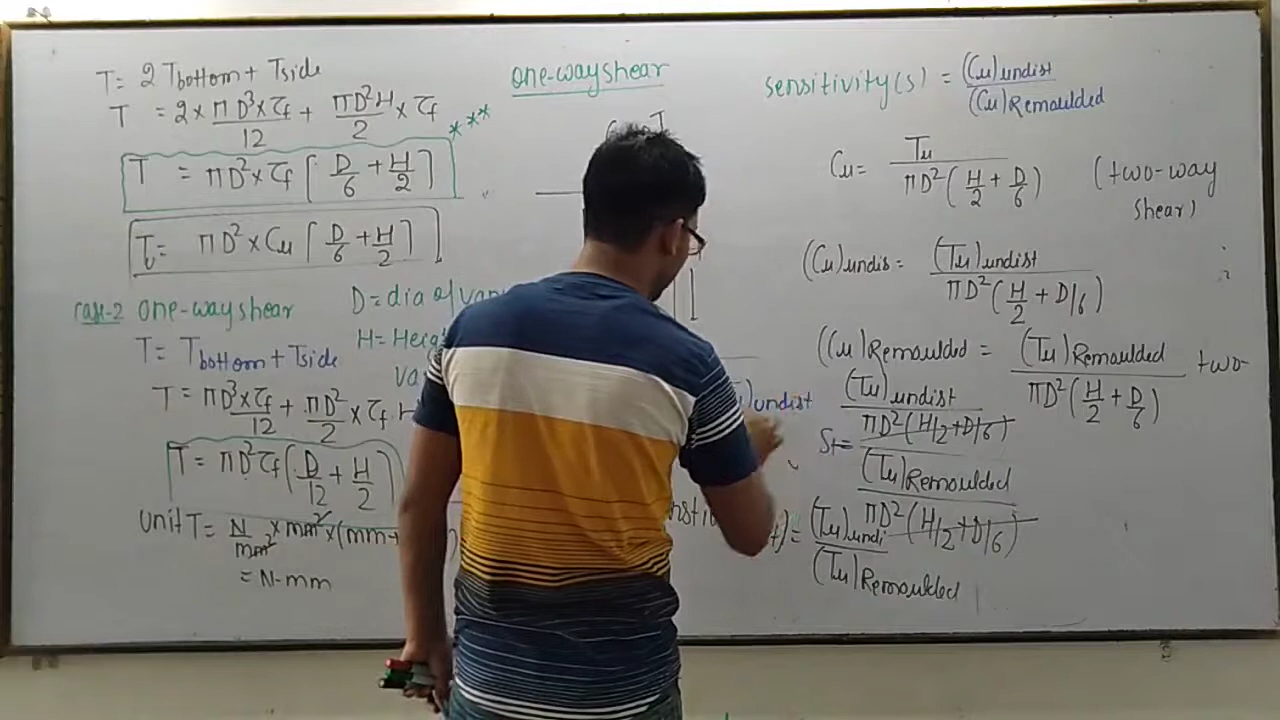 T = 2 Tbottom + Tside
T = 2 × πD³ × τf / 12 + πD²H / 2 × τf
T = πD² × τf [ D/6 + H/2 ] ***
T = πD² × Cu [ D/6 + H/2 ]
case-2 one-way shear
D = dia of
H =
T = Tbottom + Tside
T = πD³ × τf / 12 + πD² / 2 × τf H
T = πD² τf ( D/12 + H/2 )
unit T = N/mm² × mm² × (mm +
= N-mm
one-way shear
T
)undist
sensitivity(s) = (Cu)undist / (Cu)Remoulded
Cu = Tu / πD² ( H/2 + D/6 ) (two-way shear)
(Cu)undis = (Tu)undist / πD² ( H/2 + D/6 )
((Cu)Remoulded = (Tu)Remoulded / πD² ( H/2 + D/6 ) two-
St = (Tu)undist / πD² (H/2 + D/6) / (Tu)Remoulded / πD² (H/2 + D/6)
) = (Tu)undi / (Tu)Remoulded